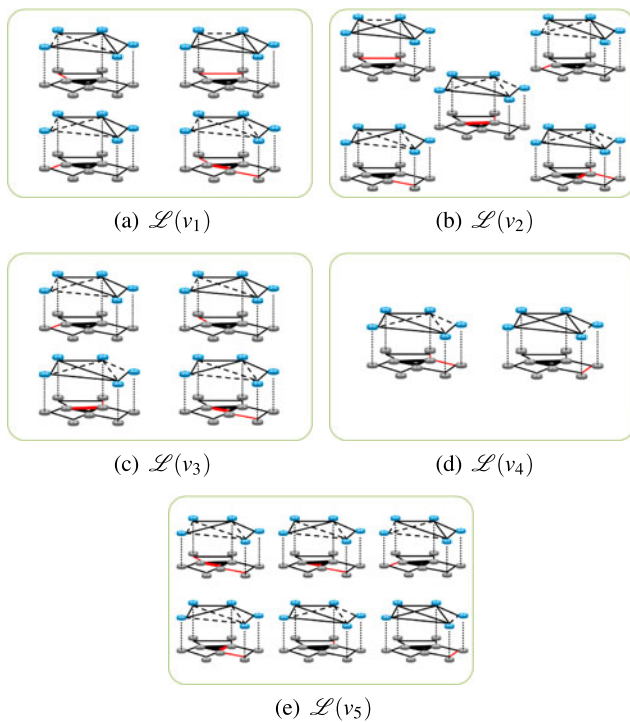 (a) ℒ(v₁)
(b) ℒ(v₂)
(c) ℒ(v₃)
(d) ℒ(v₄)
(e) ℒ(v₅)